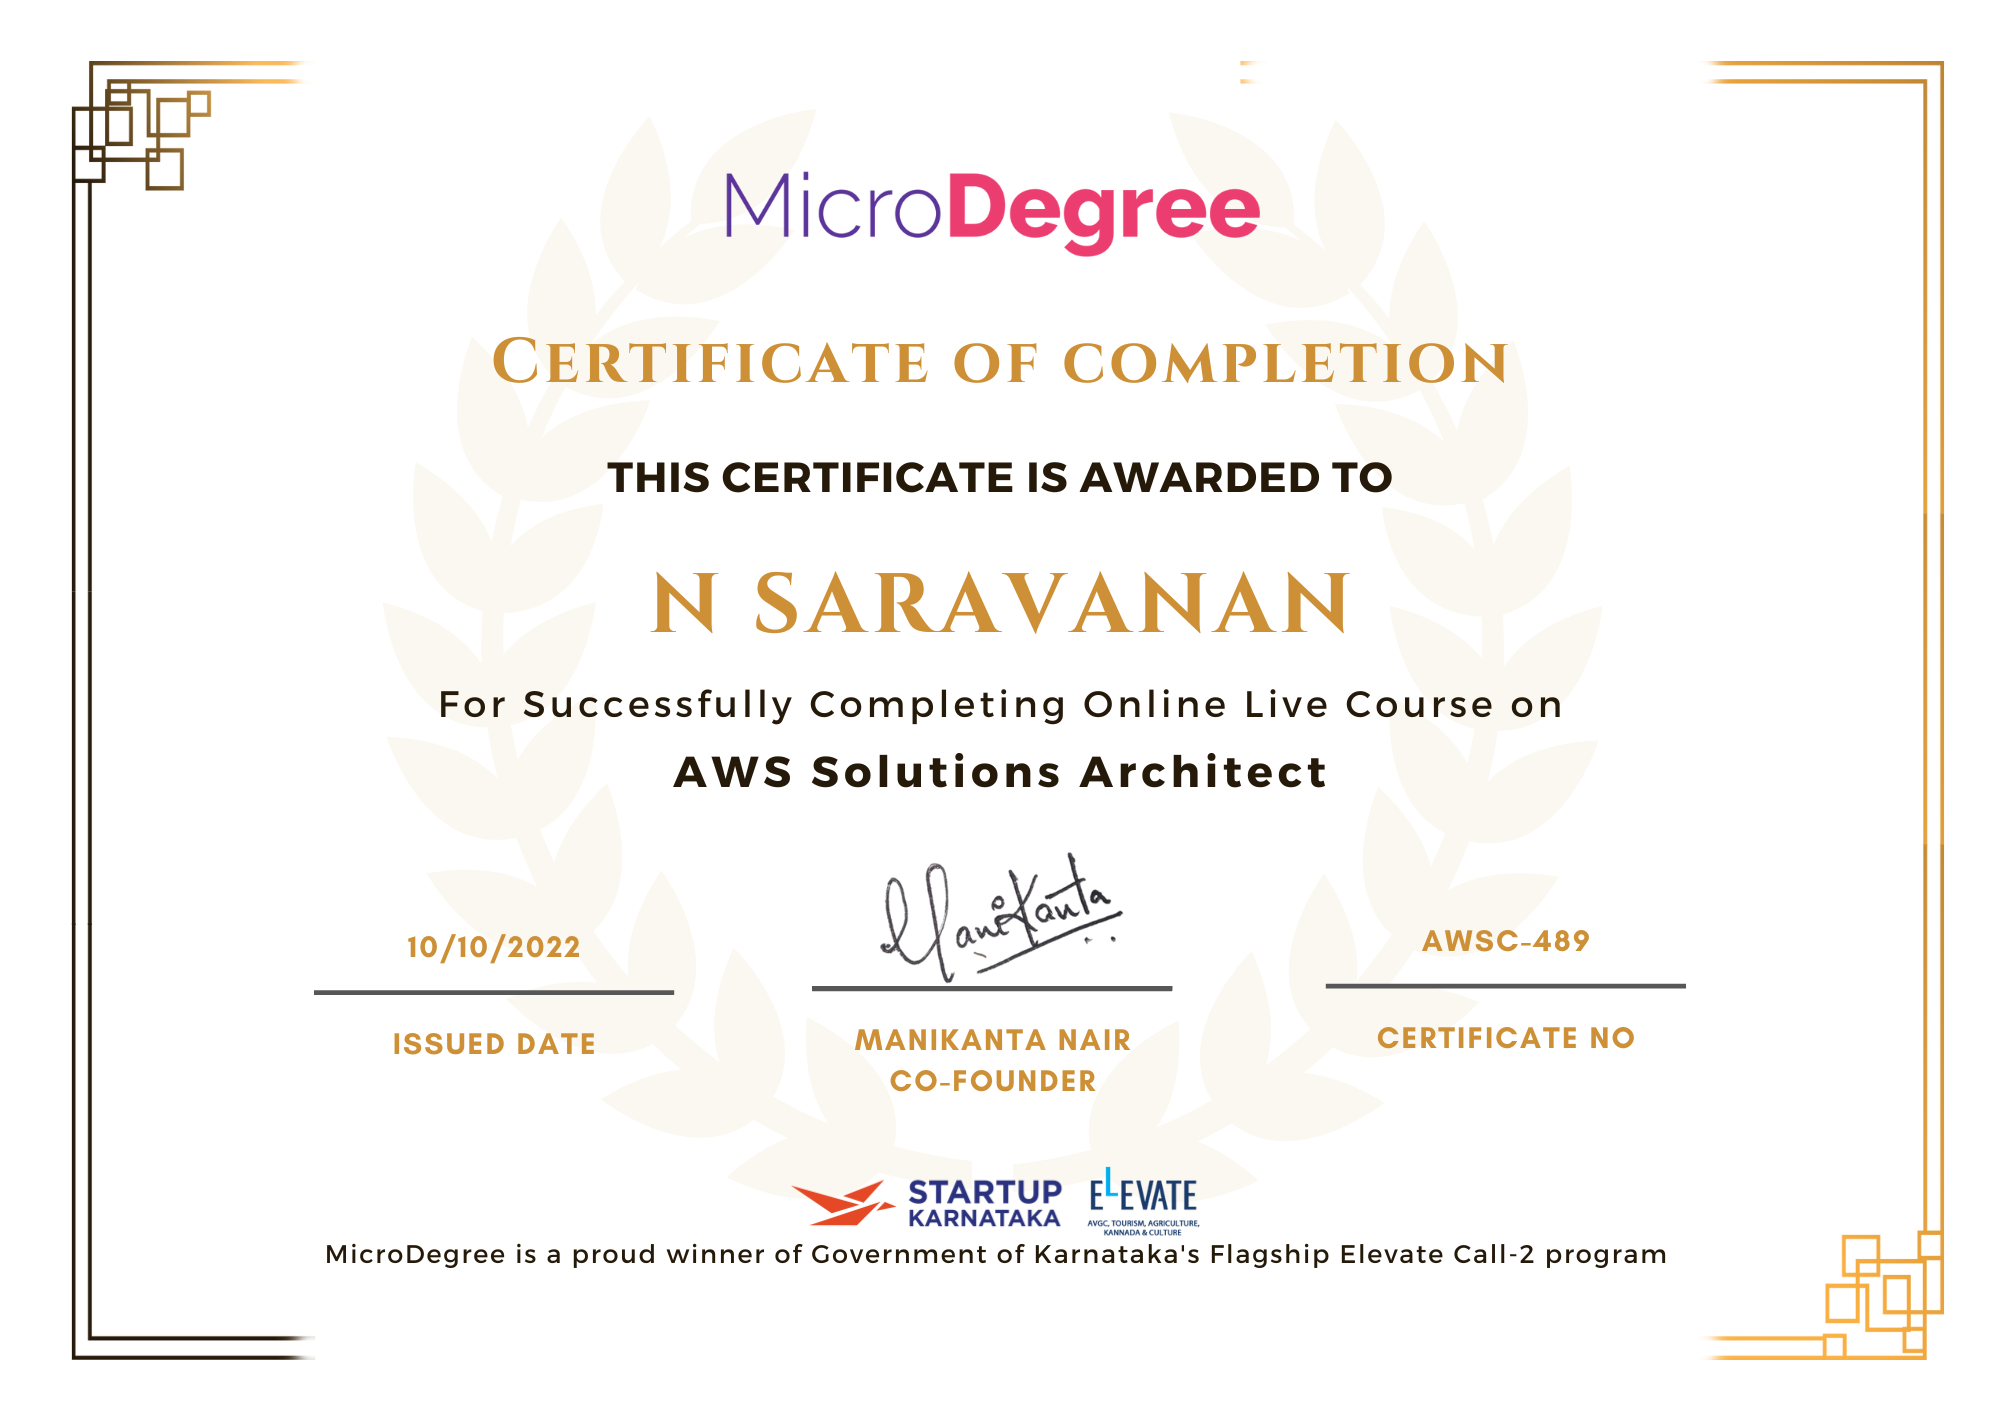 MicroDegree
CERTIFICATE OF COMPLETION
THIS CERTIFICATE IS AWARDED TO
N SARAVANAN
For Successfully Completing Online Live Course on
AWS Solutions Architect
ManiKanta
10/10/2022
AWSC-489
ISSUED DATE
MANIKANTA NAIR
CO-FOUNDER
CERTIFICATE NO
STARTUP
KARNATAKA
ELEVATE
AVGC, TOURISM, AGRICULTURE,
KANNADA & CULTURE
MicroDegree is a proud winner of Government of Karnataka's Flagship Elevate Call-2 program